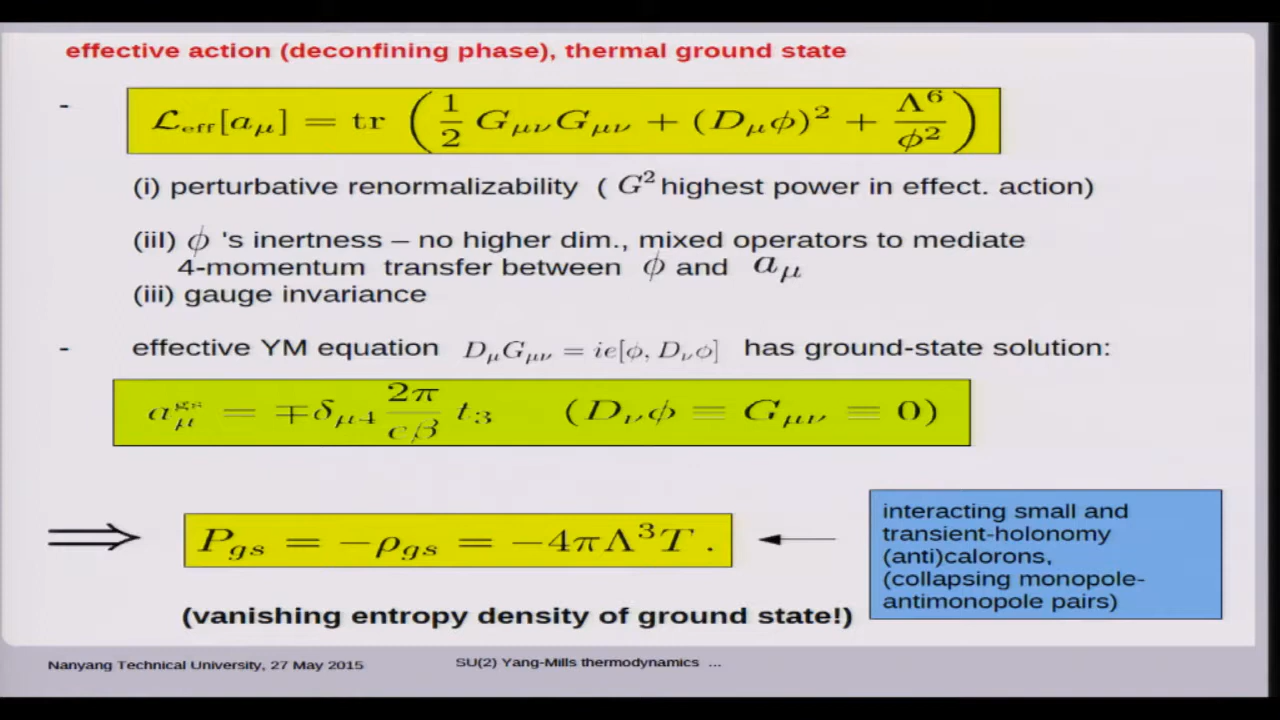 effective action (deconfining phase), thermal ground state
- ℒ_eff[a_μ] = tr ( 1/2 G_μν G_μν + (D_μ ϕ)² + Λ⁶/ϕ² )
(i) perturbative renormalizability ( G² highest power in effect. action)
(iiI) ϕ 's inertness – no higher dim., mixed operators to mediate
4-momentum transfer between ϕ and a_μ
(iii) gauge invariance
- effective YM equation D_μ G_μν = ie[ϕ, D_ν ϕ] has ground-state solution:
a_μ^gs = ∓δ_μ4 2π/eβ t_3 (D_ν ϕ = G_μν = 0)
⟹ P_gs = −ρ_gs = −4πΛ³T .
(vanishing entropy density of ground state!)
interacting small and
transient-holonomy
(anti)calorons,
(collapsing monopole-
antimonopole pairs)
Nanyang Technical University, 27 May 2015
SU(2) Yang-Mills thermodynamics ...